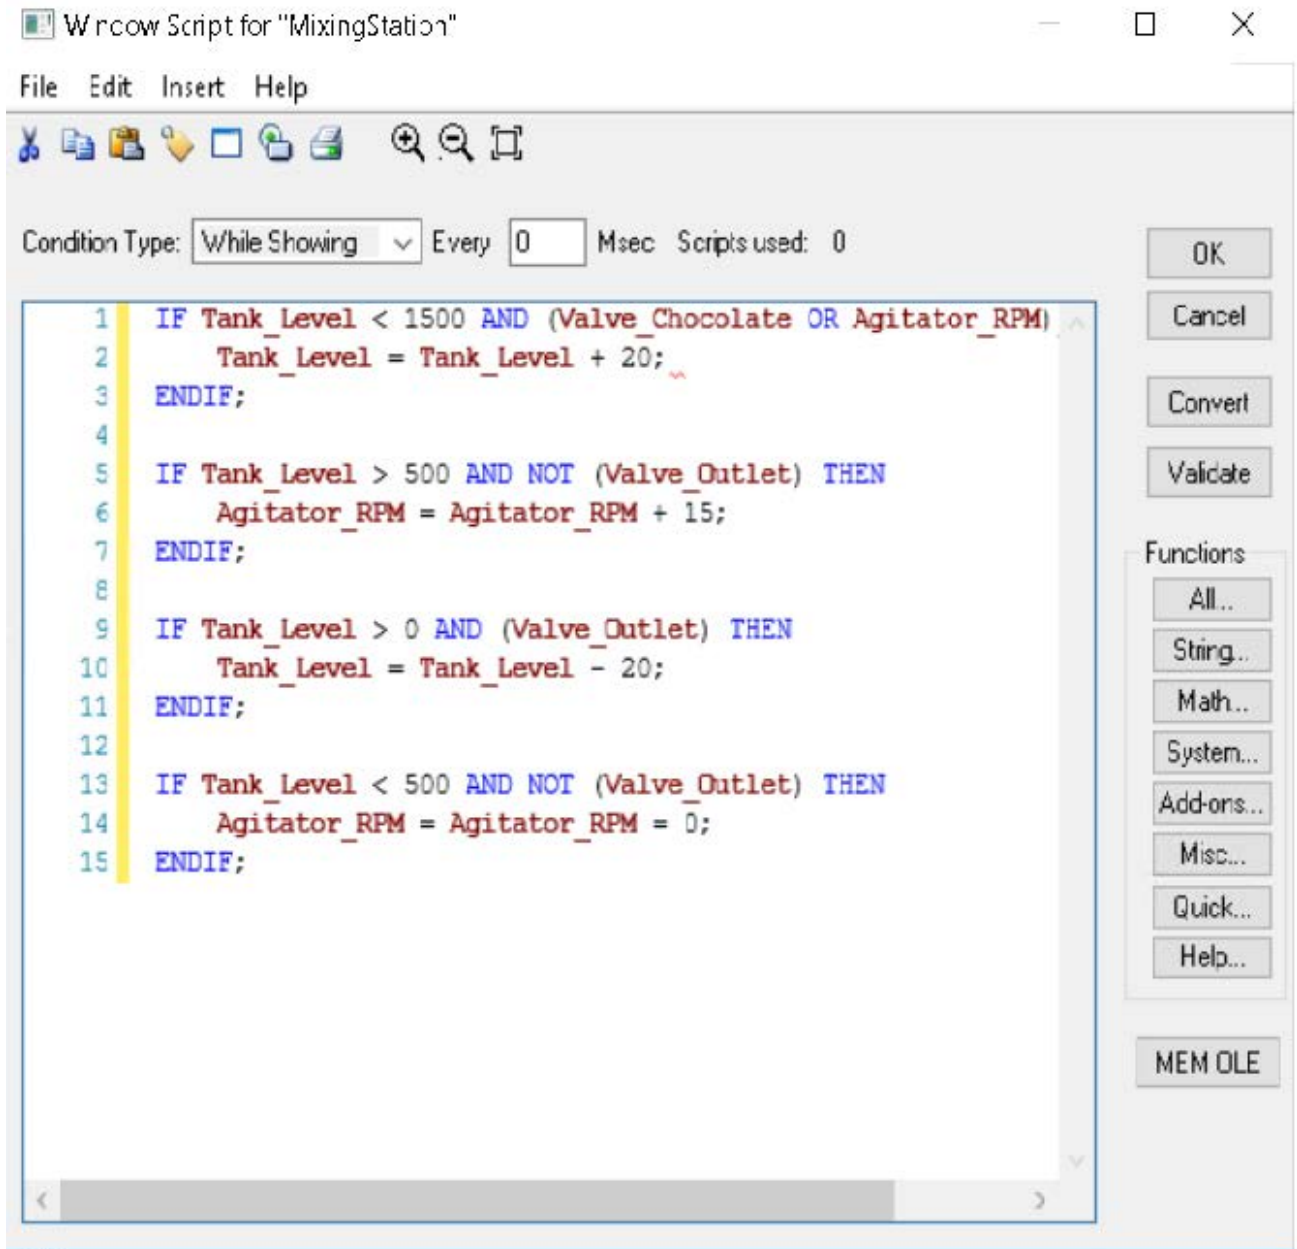 Window Script for "MixingStation"
File Edit Insert Help
Condition Type: While Showing Every 0 Msec Scripts used: 0
1 IF Tank_Level < 1500 AND (Valve_Chocolate OR Agitator_RPM)
2 Tank_Level = Tank_Level + 20;
3 ENDIF;
4
5 IF Tank_Level > 500 AND NOT (Valve_Outlet) THEN
6 Agitator_RPM = Agitator_RPM + 15;
7 ENDIF;
8
9 IF Tank_Level > 0 AND (Valve_Outlet) THEN
10 Tank_Level = Tank_Level - 20;
11 ENDIF;
12
13 IF Tank_Level < 500 AND NOT (Valve_Outlet) THEN
14 Agitator_RPM = Agitator_RPM = 0;
15 ENDIF;
OK
Cancel
Convert
Validate
Functions
All...
String...
Math...
System...
Add-ons...
Misc...
Quick...
Help...
MEM OLE